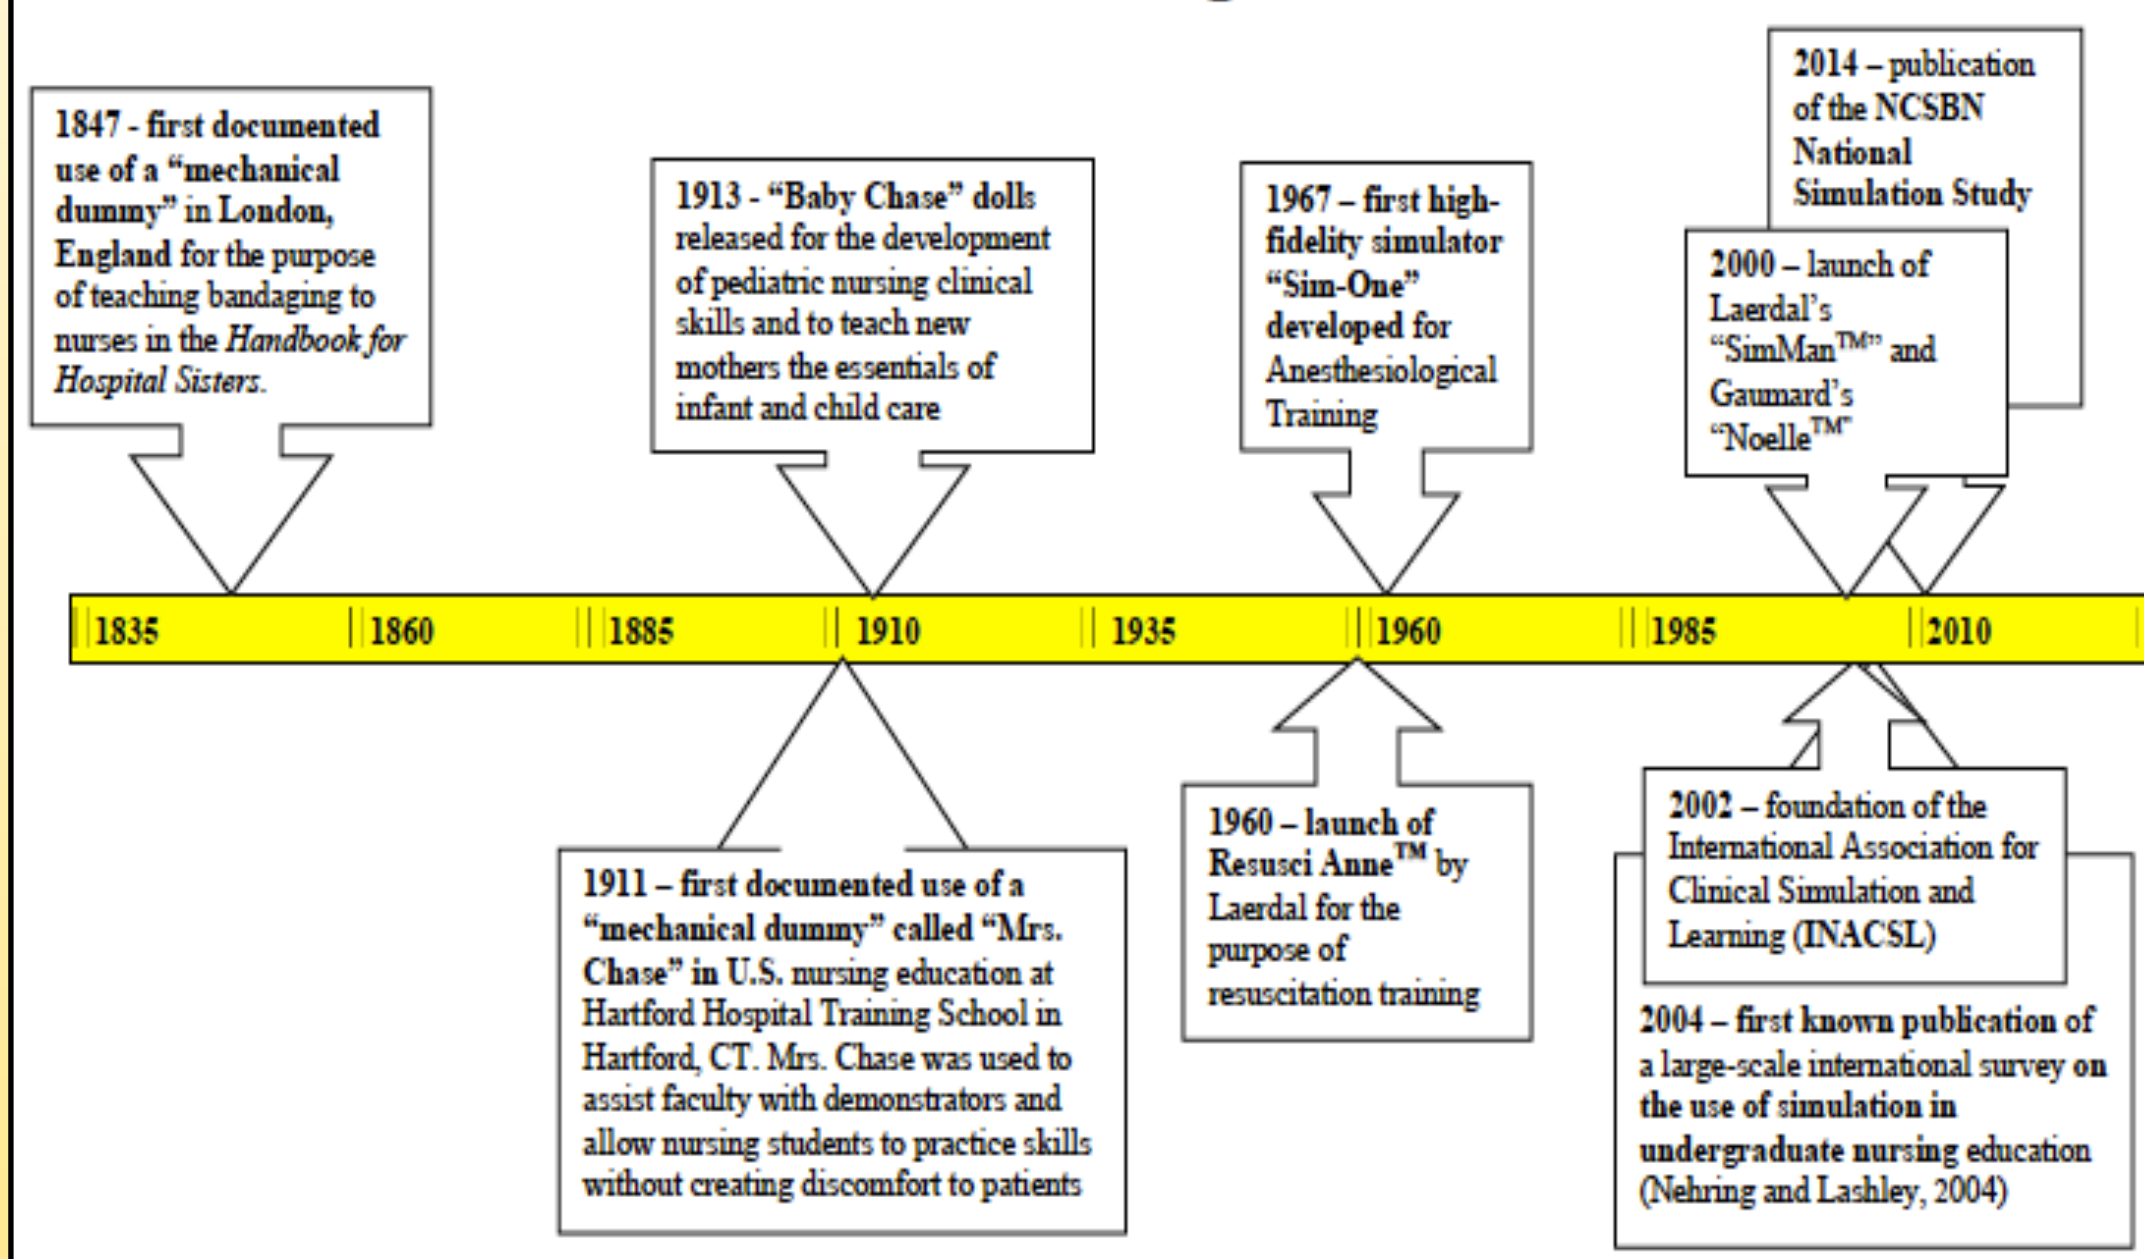 1847 - first documented
use of a “mechanical
dummy” in London,
England for the purpose
of teaching bandaging to
nurses in the Handbook for
Hospital Sisters.
1913 - “Baby Chase” dolls
released for the development
of pediatric nursing clinical
skills and to teach new
mothers the essentials of
infant and child care
1967 – first high-
fidelity simulator
“Sim-One”
developed for
Anesthesiological
Training
2014 – publication
of the NCSBN
National
Simulation Study
2000 – launch of
Laerdal’s
“SimMan™” and
Gaumard’s
“Noelle™”
1835 1860 1885 1910 1935 1960 1985 2010
1911 – first documented use of a
“mechanical dummy” called “Mrs.
Chase” in U.S. nursing education at
Hartford Hospital Training School in
Hartford, CT. Mrs. Chase was used to
assist faculty with demonstrators and
allow nursing students to practice skills
without creating discomfort to patients
1960 – launch of
Resusci Anne™ by
Laerdal for the
purpose of
resuscitation training
2002 – foundation of the
International Association for
Clinical Simulation and
Learning (INACSL)
2004 – first known publication of
a large-scale international survey on
the use of simulation in
undergraduate nursing education
(Nehring and Lashley, 2004)